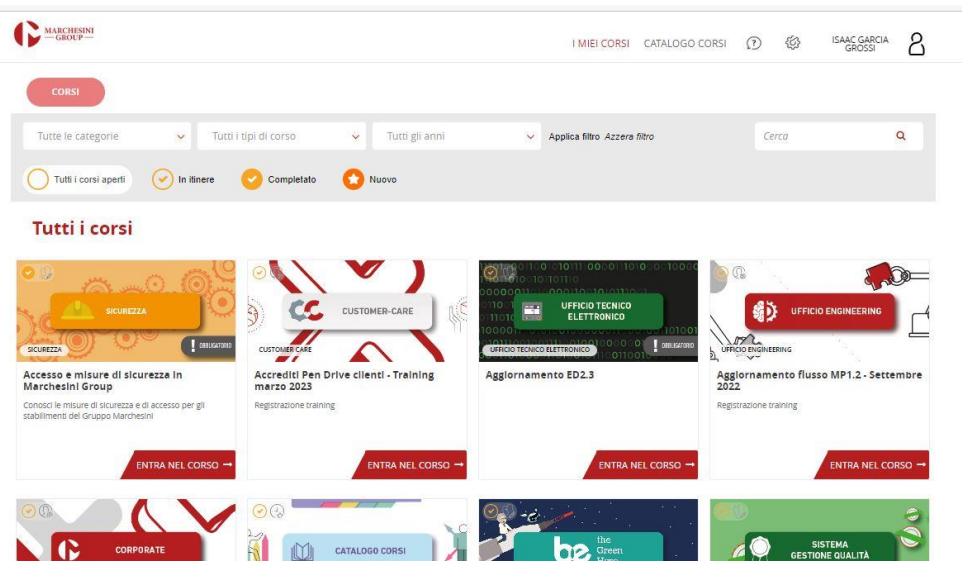 MARCHESINI
GROUP
I MIEI CORSI
CATALOGO CORSI
ISAAC GARCIA
GROSSI
CORSI
Tutte le categorie
Tutti i tipi di corso
Tutti gli anni
Applica filtro
Azzera filtro
Cerca
Tutti i corsi aperti
In itinere
Completato
Nuovo
Tutti i corsi
SICUREZZA
SICUREZZA
OBBLIGATORIO
Accesso e misure di sicurezza in
Marchesini Group
Conosci le misure di sicurezza e di accesso per gli
stabilimenti del Gruppo Marchesini
ENTRA NEL CORSO
CUSTOMER-CARE
CUSTOMER CARE
Accrediti Pen Drive clienti - Training
marzo 2023
Registrazione training
ENTRA NEL CORSO
UFFICIO TECNICO
ELETTRONICO
UFFICIO TECNICO ELETTRONICO
OBBLIGATORIO
Aggiornamento ED2.3
ENTRA NEL CORSO
UFFICIO ENGINEERING
UFFICIO ENGINEERING
Aggiornamento flusso MP1.2 - Settembre
2022
Registrazione training
ENTRA NEL CORSO
CORPORATE
CATALOGO CORSI
be
the
Green
SISTEMA
GESTIONE QUALITÀ